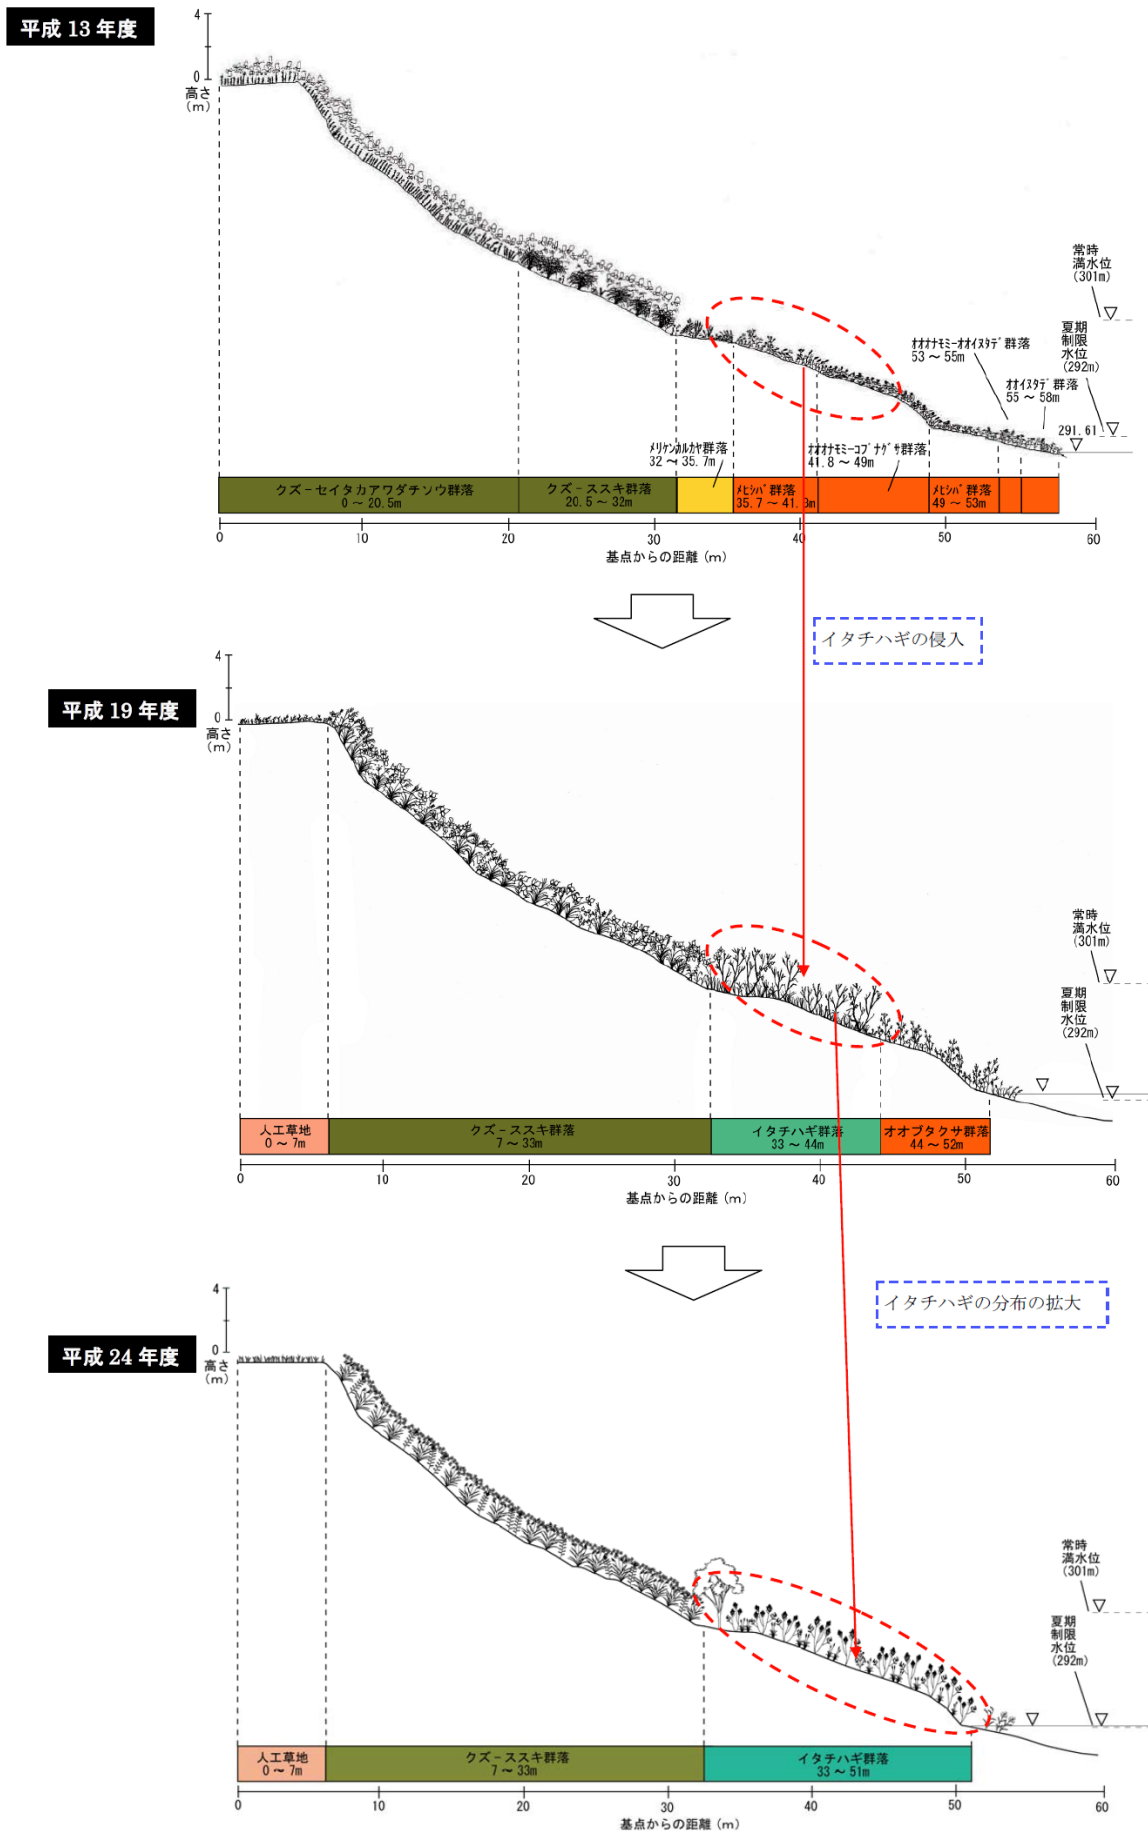 平成 13 年度
4
0
高さ
(m)
常時
満水位
(301m)
夏期
制限
水位
(292m)
ｵｵｵﾅﾓﾐｰｵｵｲﾇﾀﾃﾞ群落
53 ～ 55m
ｵｵｲﾇﾀﾃﾞ群落
55 ～ 58m
291.61
ﾒﾘｹﾝｶﾙｶﾔ群落
32 ～ 35.7m
ｵｵｵﾅﾓﾐｰｺﾌﾞﾅｸﾞｻ群落
41.8 ～ 49m
クズ－セイタカアワダチソウ群落
0 ～ 20.5m
クズ－ススキ群落
20.5 ～ 32m
ﾒﾋｼﾊﾞ群落
35.7 ～ 41.8m
ﾒﾋｼﾊﾞ群落
49 ～ 53m
0 10 20 30 40 50 60
基点からの距離 (m)
イタチハギの侵入
平成 19 年度
4
0
高さ
(m)
常時
満水位
(301m)
夏期
制限
水位
(292m)
人工草地
0 ～ 7m
クズ－ススキ群落
7 ～ 33m
イタチハギ群落
33 ～ 44m
オオブタクサ群落
44 ～ 52m
0 10 20 30 40 50 60
基点からの距離 (m)
イタチハギの分布の拡大
平成 24 年度
4
0
高さ
(m)
常時
満水位
(301m)
夏期
制限
水位
(292m)
人工草地
0 ～ 7m
クズ－ススキ群落
7 ～ 33m
イタチハギ群落
33 ～ 51m
0 10 20 30 40 50 60
基点からの距離 (m)